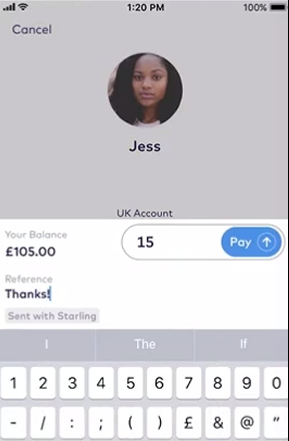 1:20 PM 100%
Cancel
Jess
UK Account
Your Balance
£105.00
15
Pay
Reference
Thanks!
Sent with Starling
I The If
1 2 3 4 5 6 7 8 9 0
- / : ; ( ) £ & @ "